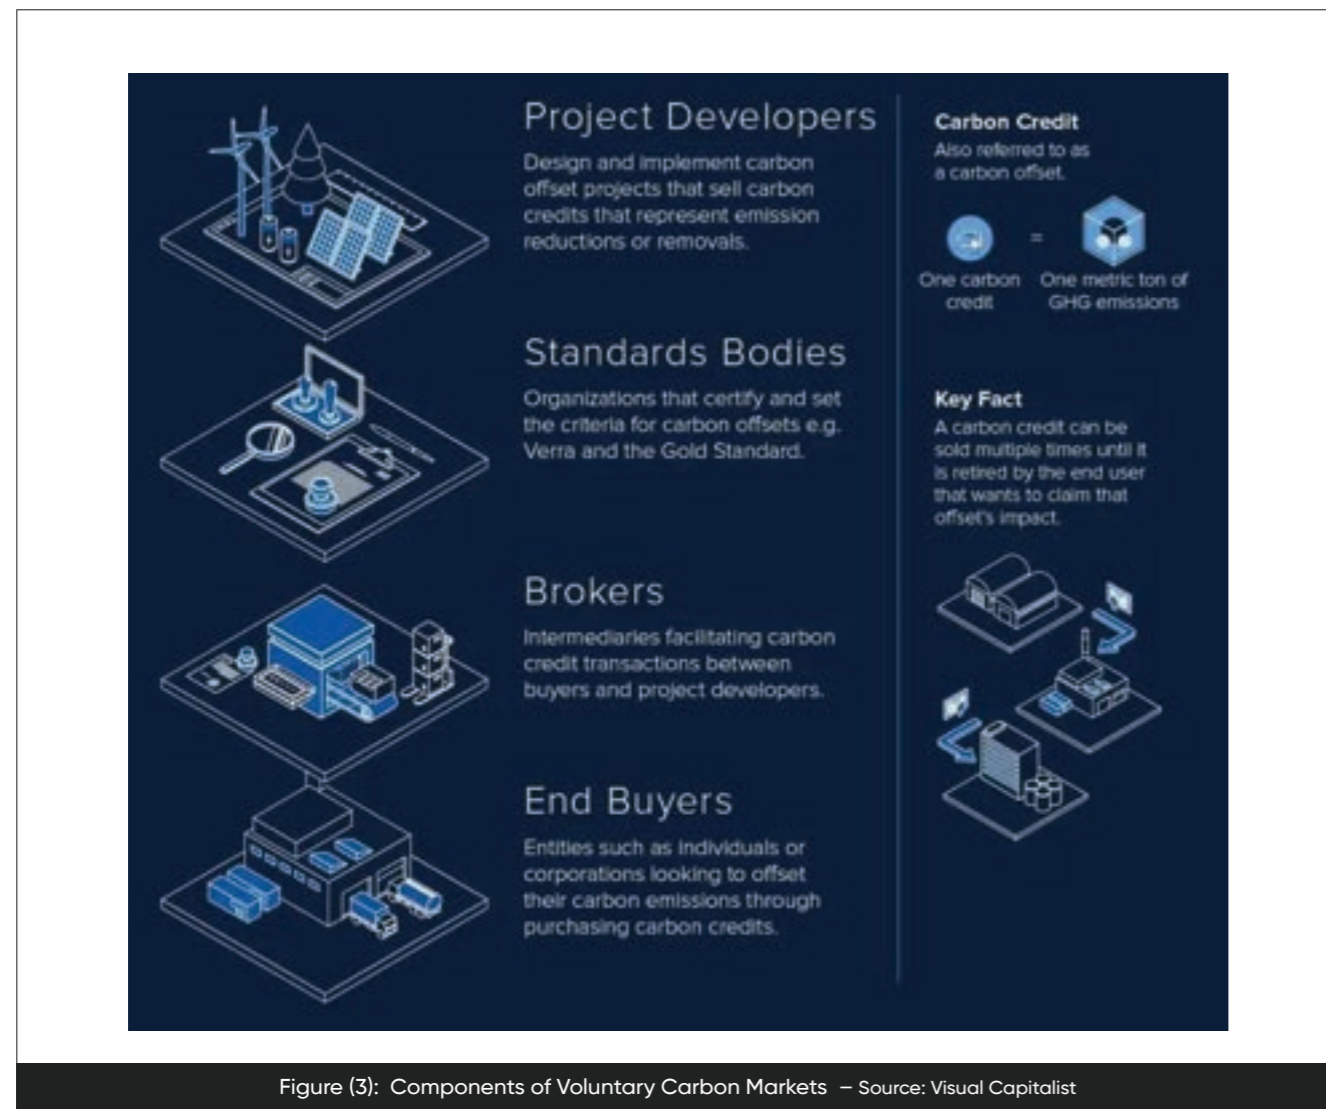 Project Developers
Design and implement carbon
offset projects that sell carbon
credits that represent emission
reductions or removals.
Standards Bodies
Organizations that certify and set
the criteria for carbon offsets e.g.
Verra and the Gold Standard.
Brokers
Intermediaries facilitating carbon
credit transactions between
buyers and project developers.
End Buyers
Entities such as individuals or
corporations looking to offset
their carbon emissions through
purchasing carbon credits.
Carbon Credit
Also referred to as
a carbon offset.
=
One carbon
credit
One metric ton of
GHG emissions
Key Fact
A carbon credit can be
sold multiple times until it
is retired by the end user
that wants to claim that
offset's impact.
Figure (3): Components of Voluntary Carbon Markets – Source: Visual Capitalist